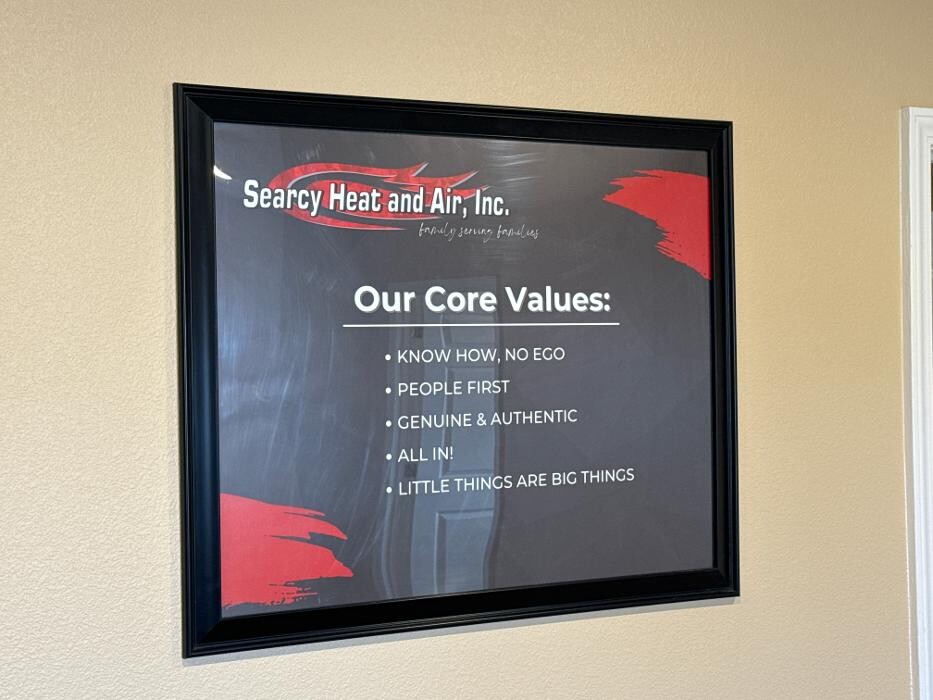 Searcy Heat and Air, Inc.
family serving families
Our Core Values:
• KNOW HOW, NO EGO
• PEOPLE FIRST
• GENUINE & AUTHENTIC
• ALL IN!
• LITTLE THINGS ARE BIG THINGS